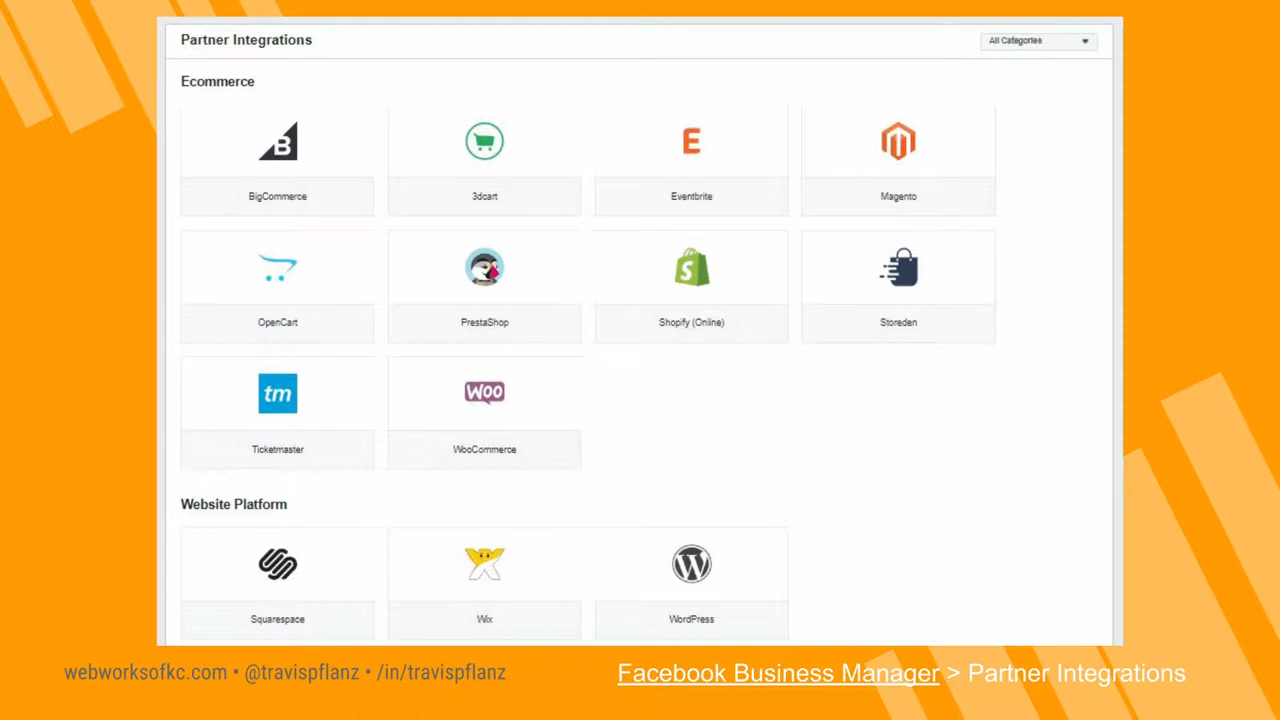 Partner Integrations
All Categories
Ecommerce
B
E
BigCommerce
3dcart
Eventbrite
Magento
S
OpenCart
PrestaShop
Shopify (Online)
Storeden
tm
WOO
Ticketmaster
WooCommerce
Website Platform
W
Squarespace
Wix
WordPress
webworksofkc.com • @travispflanz • /in/travispflanz
Facebook Business Manager > Partner Integrations